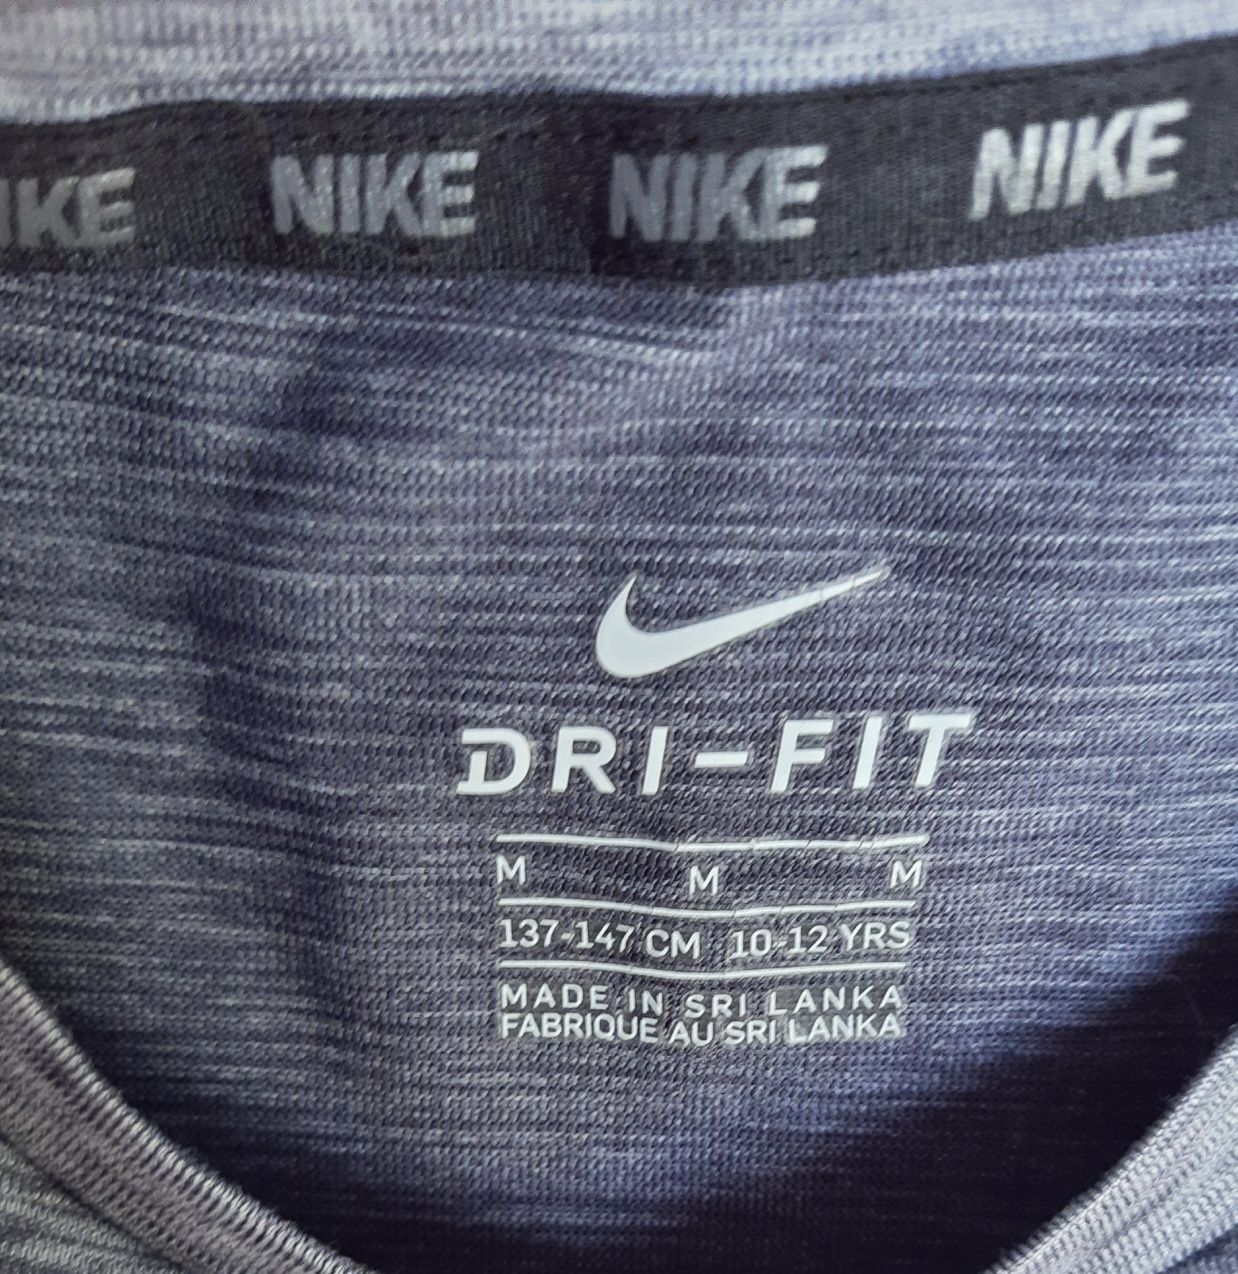 NIKE NIKE NIKE NIKE
DRI-FIT
M M M
137-147 CM 10-12 YRS
MADE IN SRI LANKA
FABRIQUE AU SRI LANKA